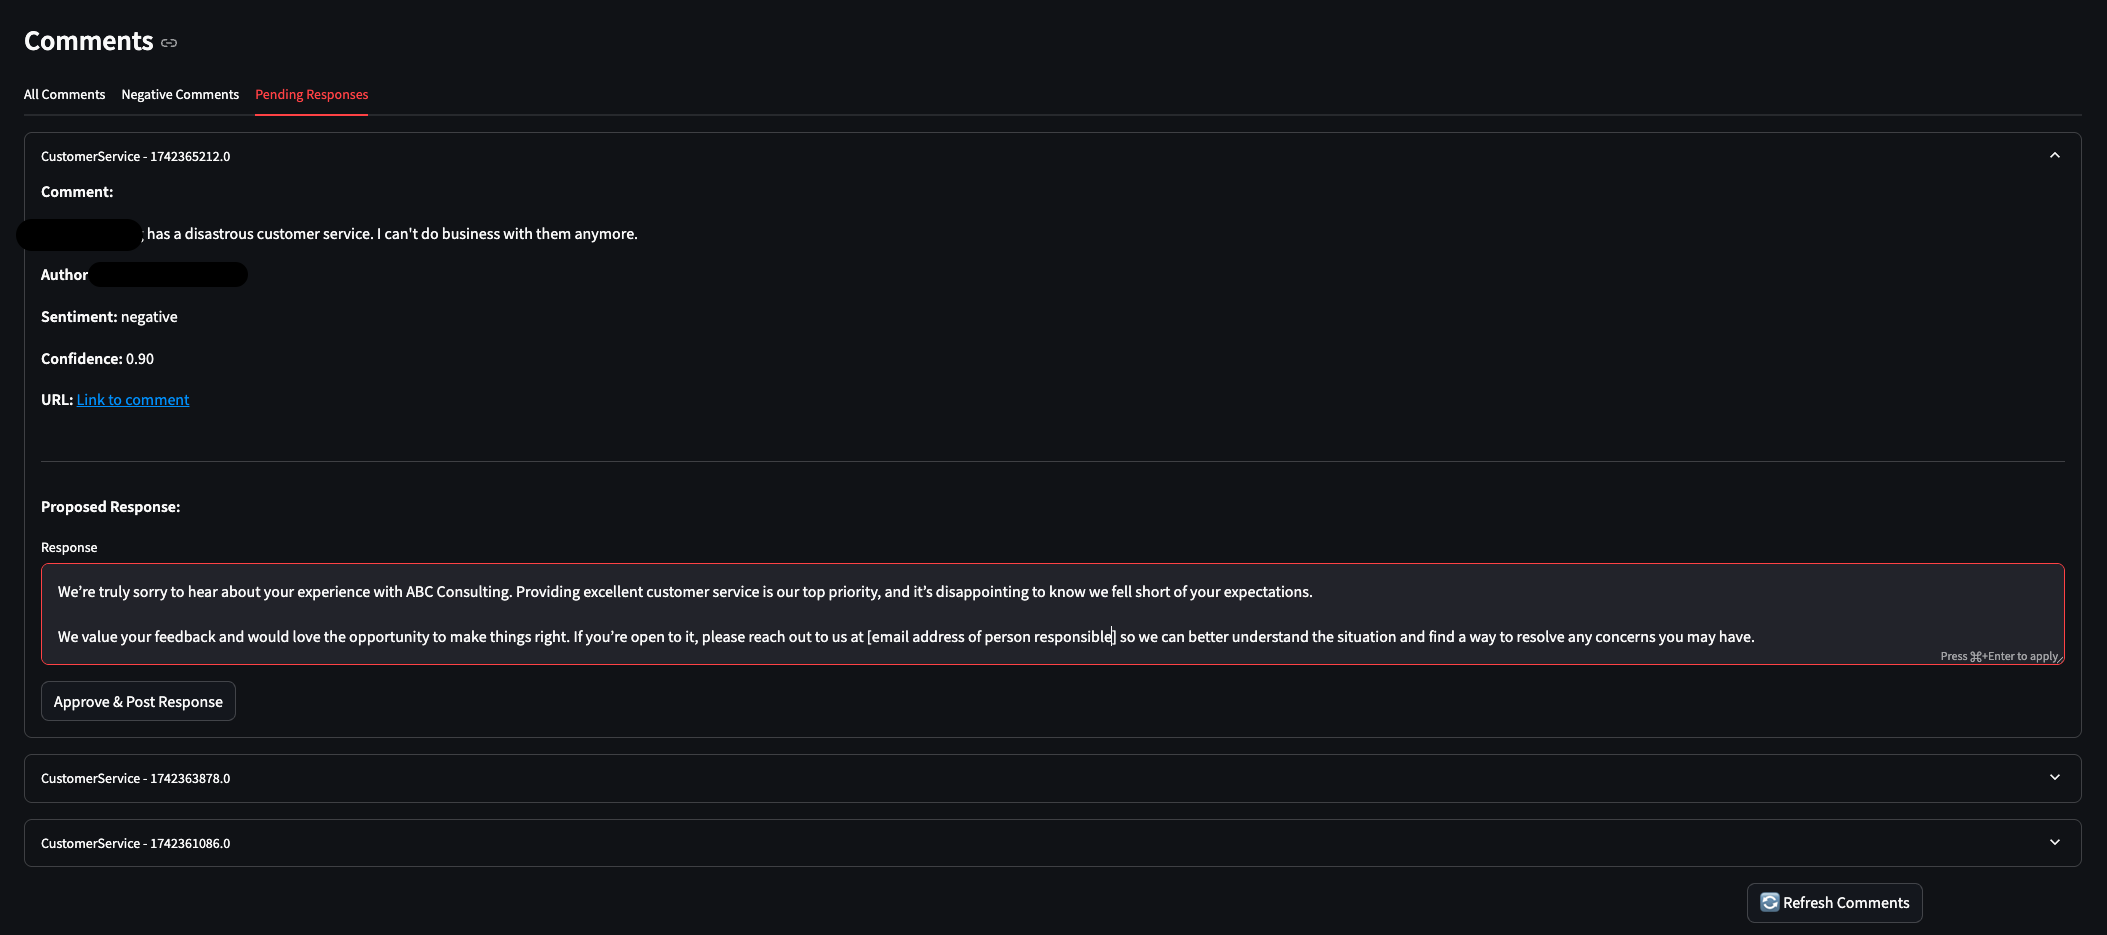 Comments
All Comments Negative Comments Pending Responses
CustomerService - 1742365212.0
Comment:
has a disastrous customer service. I can't do business with them anymore.
Author
Sentiment: negative
Confidence: 0.90
URL: Link to comment
Proposed Response:
Response
We’re truly sorry to hear about your experience with ABC Consulting. Providing excellent customer service is our top priority, and it’s disappointing to know we fell short of your expectations.
We value your feedback and would love the opportunity to make things right. If you’re open to it, please reach out to us at [email address of person responsible] so we can better understand the situation and find a way to resolve any concerns you may have.
Press ⌘+Enter to apply
Approve & Post Response
CustomerService - 1742363878.0
CustomerService - 1742361086.0
Refresh Comments